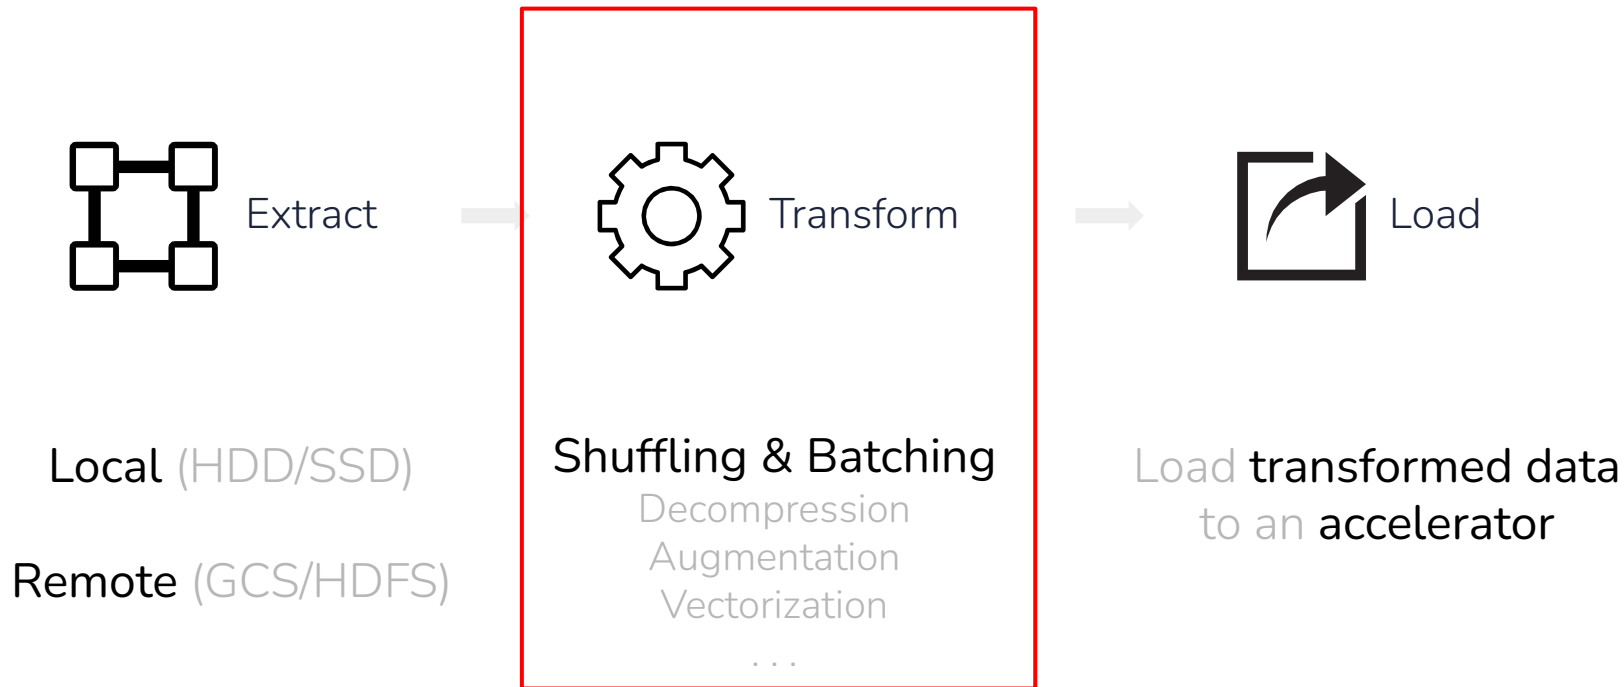 Extract
Transform
Load
Local (HDD/SSD)
Remote (GCS/HDFS)
Shuffling & Batching
Decompression
Augmentation
Vectorization
. . .
Load transformed data
to an accelerator